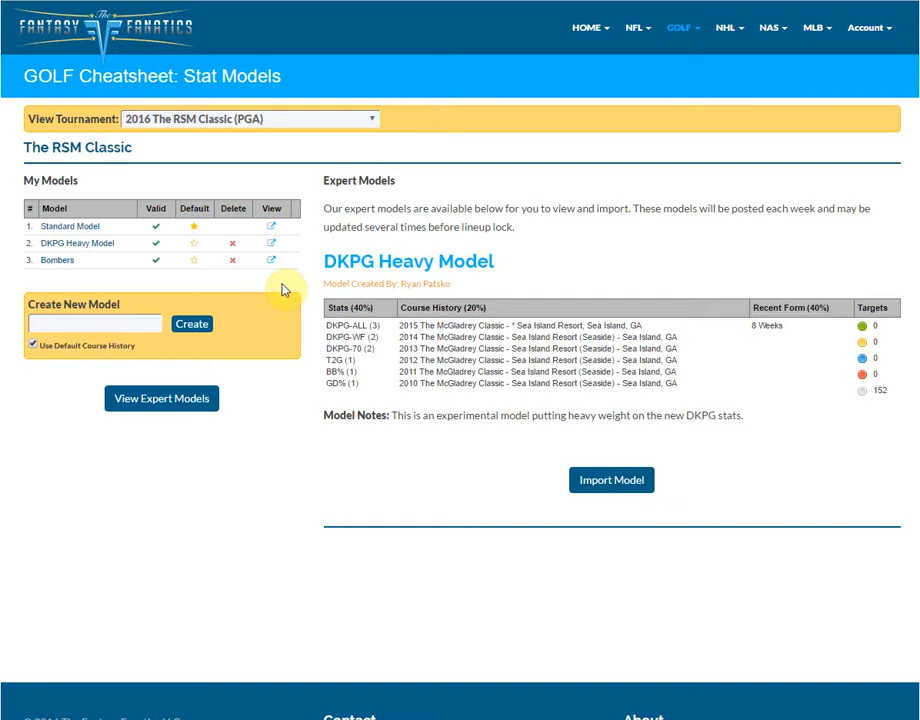 The
FANTASY FANATICS
HOME NFL GOLF NHL NAS MLB Account
GOLF Cheatsheet: Stat Models
View Tournament: 2016 The RSM Classic (PGA)
The RSM Classic
My Models
# Model Valid Default Delete View
1. Standard Model
2. DKPG Heavy Model
3. Bombers
Create New Model
Create
Use Default Course History
View Expert Models
Expert Models
Our expert models are available below for you to view and import. These models will be posted each week and may be
updated several times before lineup lock.
DKPG Heavy Model
Model Created By: Ryan Patsko
Stats (40%) Course History (20%) Recent Form (40%) Targets
DKPG-ALL (3) 2015 The McGladrey Classic - * Sea Island Resort, Sea Island, GA 8 Weeks 0
DKPG-WF (2) 2014 The McGladrey Classic - Sea Island Resort (Seaside) - Sea Island, GA 0
DKPG-70 (2) 2013 The McGladrey Classic - Sea Island Resort (Seaside) - Sea Island, GA 0
T2G (1) 2012 The McGladrey Classic - Sea Island Resort (Seaside) - Sea Island, GA 0
BB% (1) 2011 The McGladrey Classic - Sea Island Resort (Seaside) - Sea Island, GA 0
GD% (1) 2010 The McGladrey Classic - Sea Island Resort (Seaside) - Sea Island, GA 152
Model Notes: This is an experimental model putting heavy weight on the new DKPG stats.
Import Model
Contact About